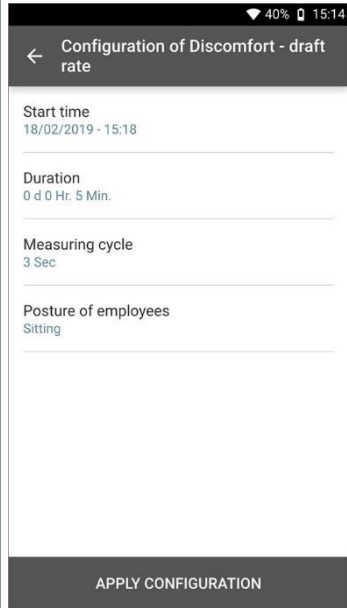 40% 15:14
Configuration of Discomfort - draft
rate
Start time
18/02/2019 - 15:18
Duration
0 d 0 Hr. 5 Min.
Measuring cycle
3 Sec
Posture of employees
Sitting
APPLY CONFIGURATION